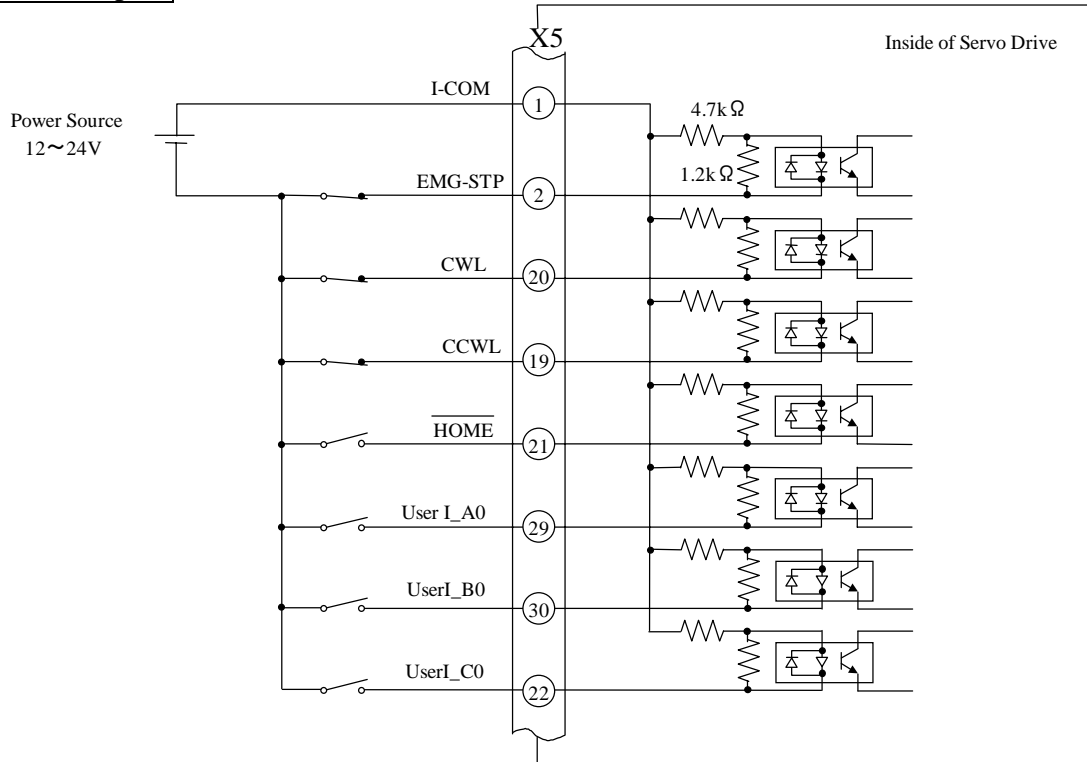 X5
Inside of Servo Drive
I-COM
1
4.7kΩ
Power Source
12～24V
1.2kΩ
EMG-STP
2
CWL
20
CCWL
19
HOME
21
User I_A0
29
UserI_B0
30
UserI_C0
22